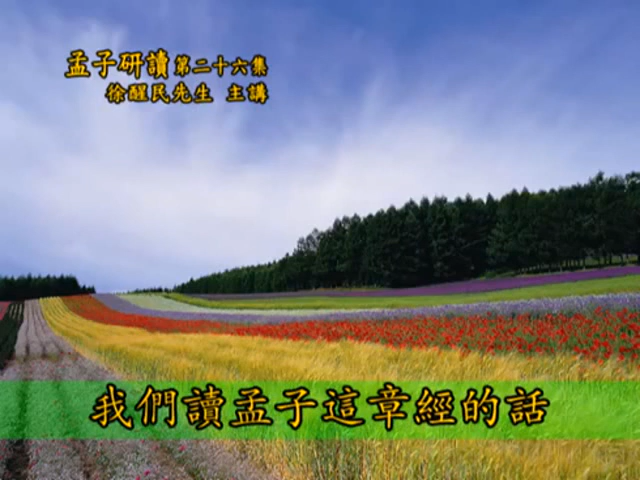 孟子研讀第二十六集
徐醒民先生 主講
我們讀孟子這章經的話